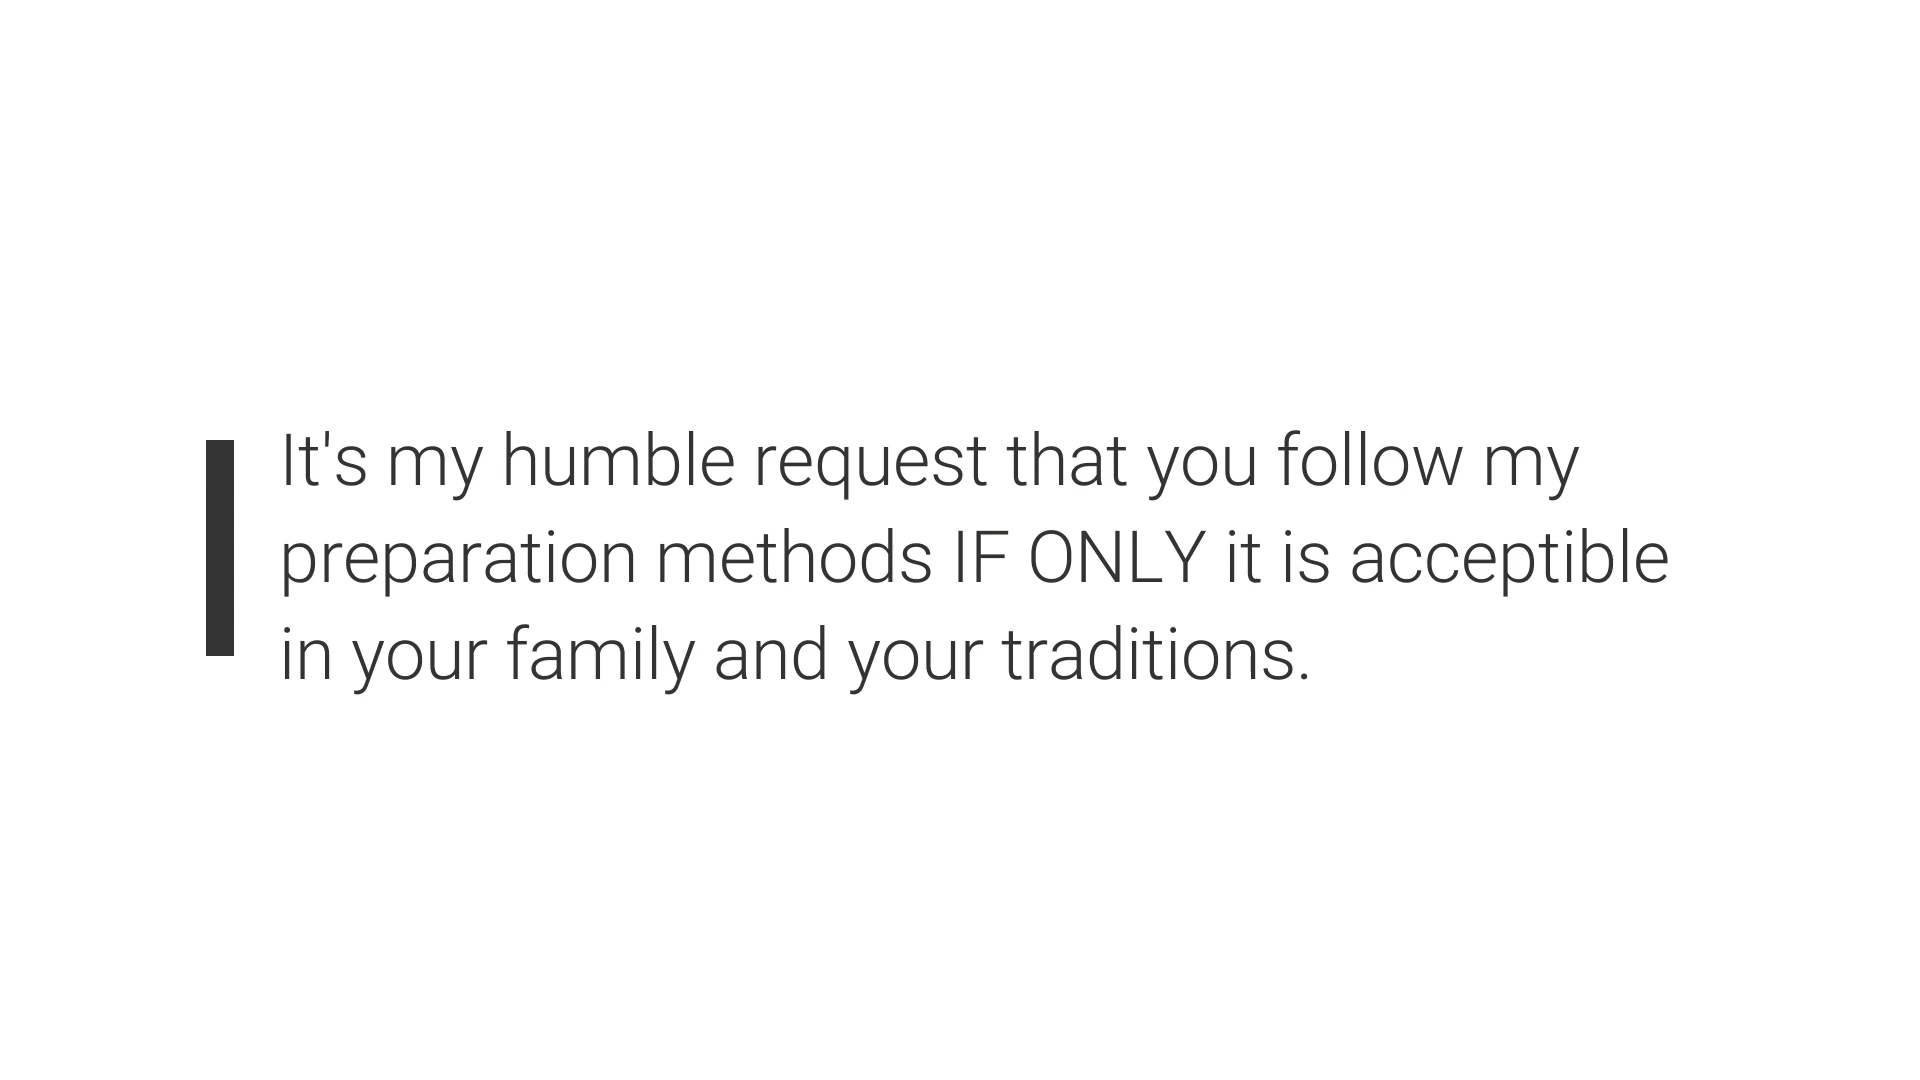 It's my humble request that you follow my
preparation methods IF ONLY it is acceptible
in your family and your traditions.